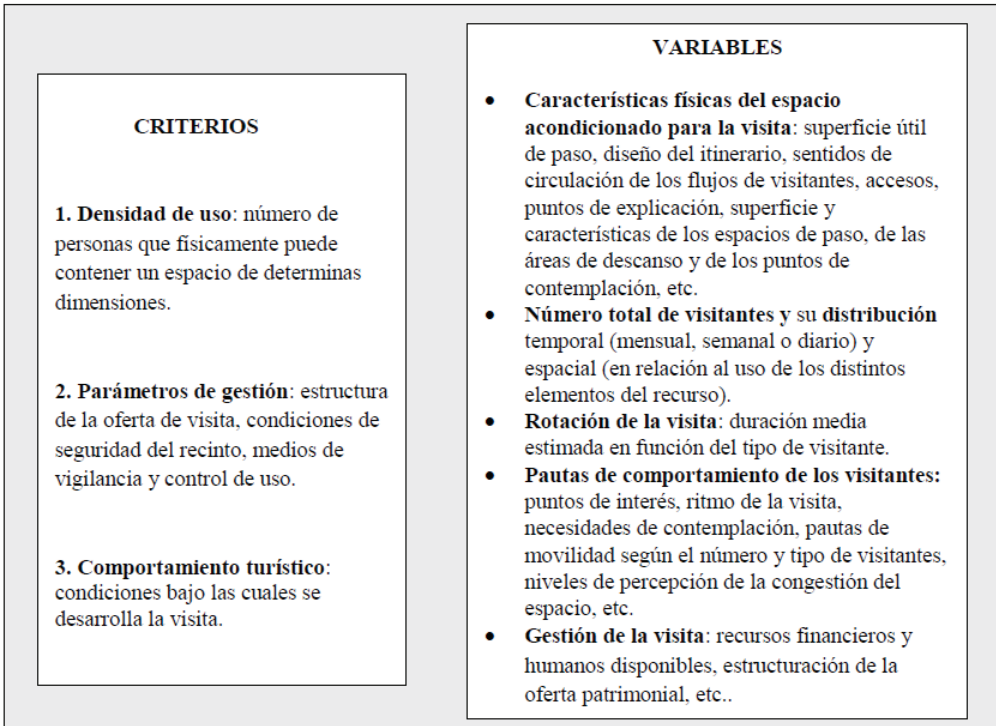 CRITERIOS
1. Densidad de uso: número de
personas que físicamente puede
contener un espacio de determinas
dimensiones.
2. Parámetros de gestión: estructura
de la oferta de visita, condiciones de
seguridad del recinto, medios de
vigilancia y control de uso.
3. Comportamiento turístico:
condiciones bajo las cuales se
desarrolla la visita.
VARIABLES
• Características físicas del espacio
acondicionado para la visita: superficie útil
de paso, diseño del itinerario, sentidos de
circulación de los flujos de visitantes, accesos,
puntos de explicación, superficie y
características de los espacios de paso, de las
áreas de descanso y de los puntos de
contemplación, etc.
• Número total de visitantes y su distribución
temporal (mensual, semanal o diario) y
espacial (en relación al uso de los distintos
elementos del recurso).
• Rotación de la visita: duración media
estimada en función del tipo de visitante.
• Pautas de comportamiento de los visitantes:
puntos de interés, ritmo de la visita,
necesidades de contemplación, pautas de
movilidad según el número y tipo de visitantes,
niveles de percepción de la congestión del
espacio, etc.
• Gestión de la visita: recursos financieros y
humanos disponibles, estructuración de la
oferta patrimonial, etc..